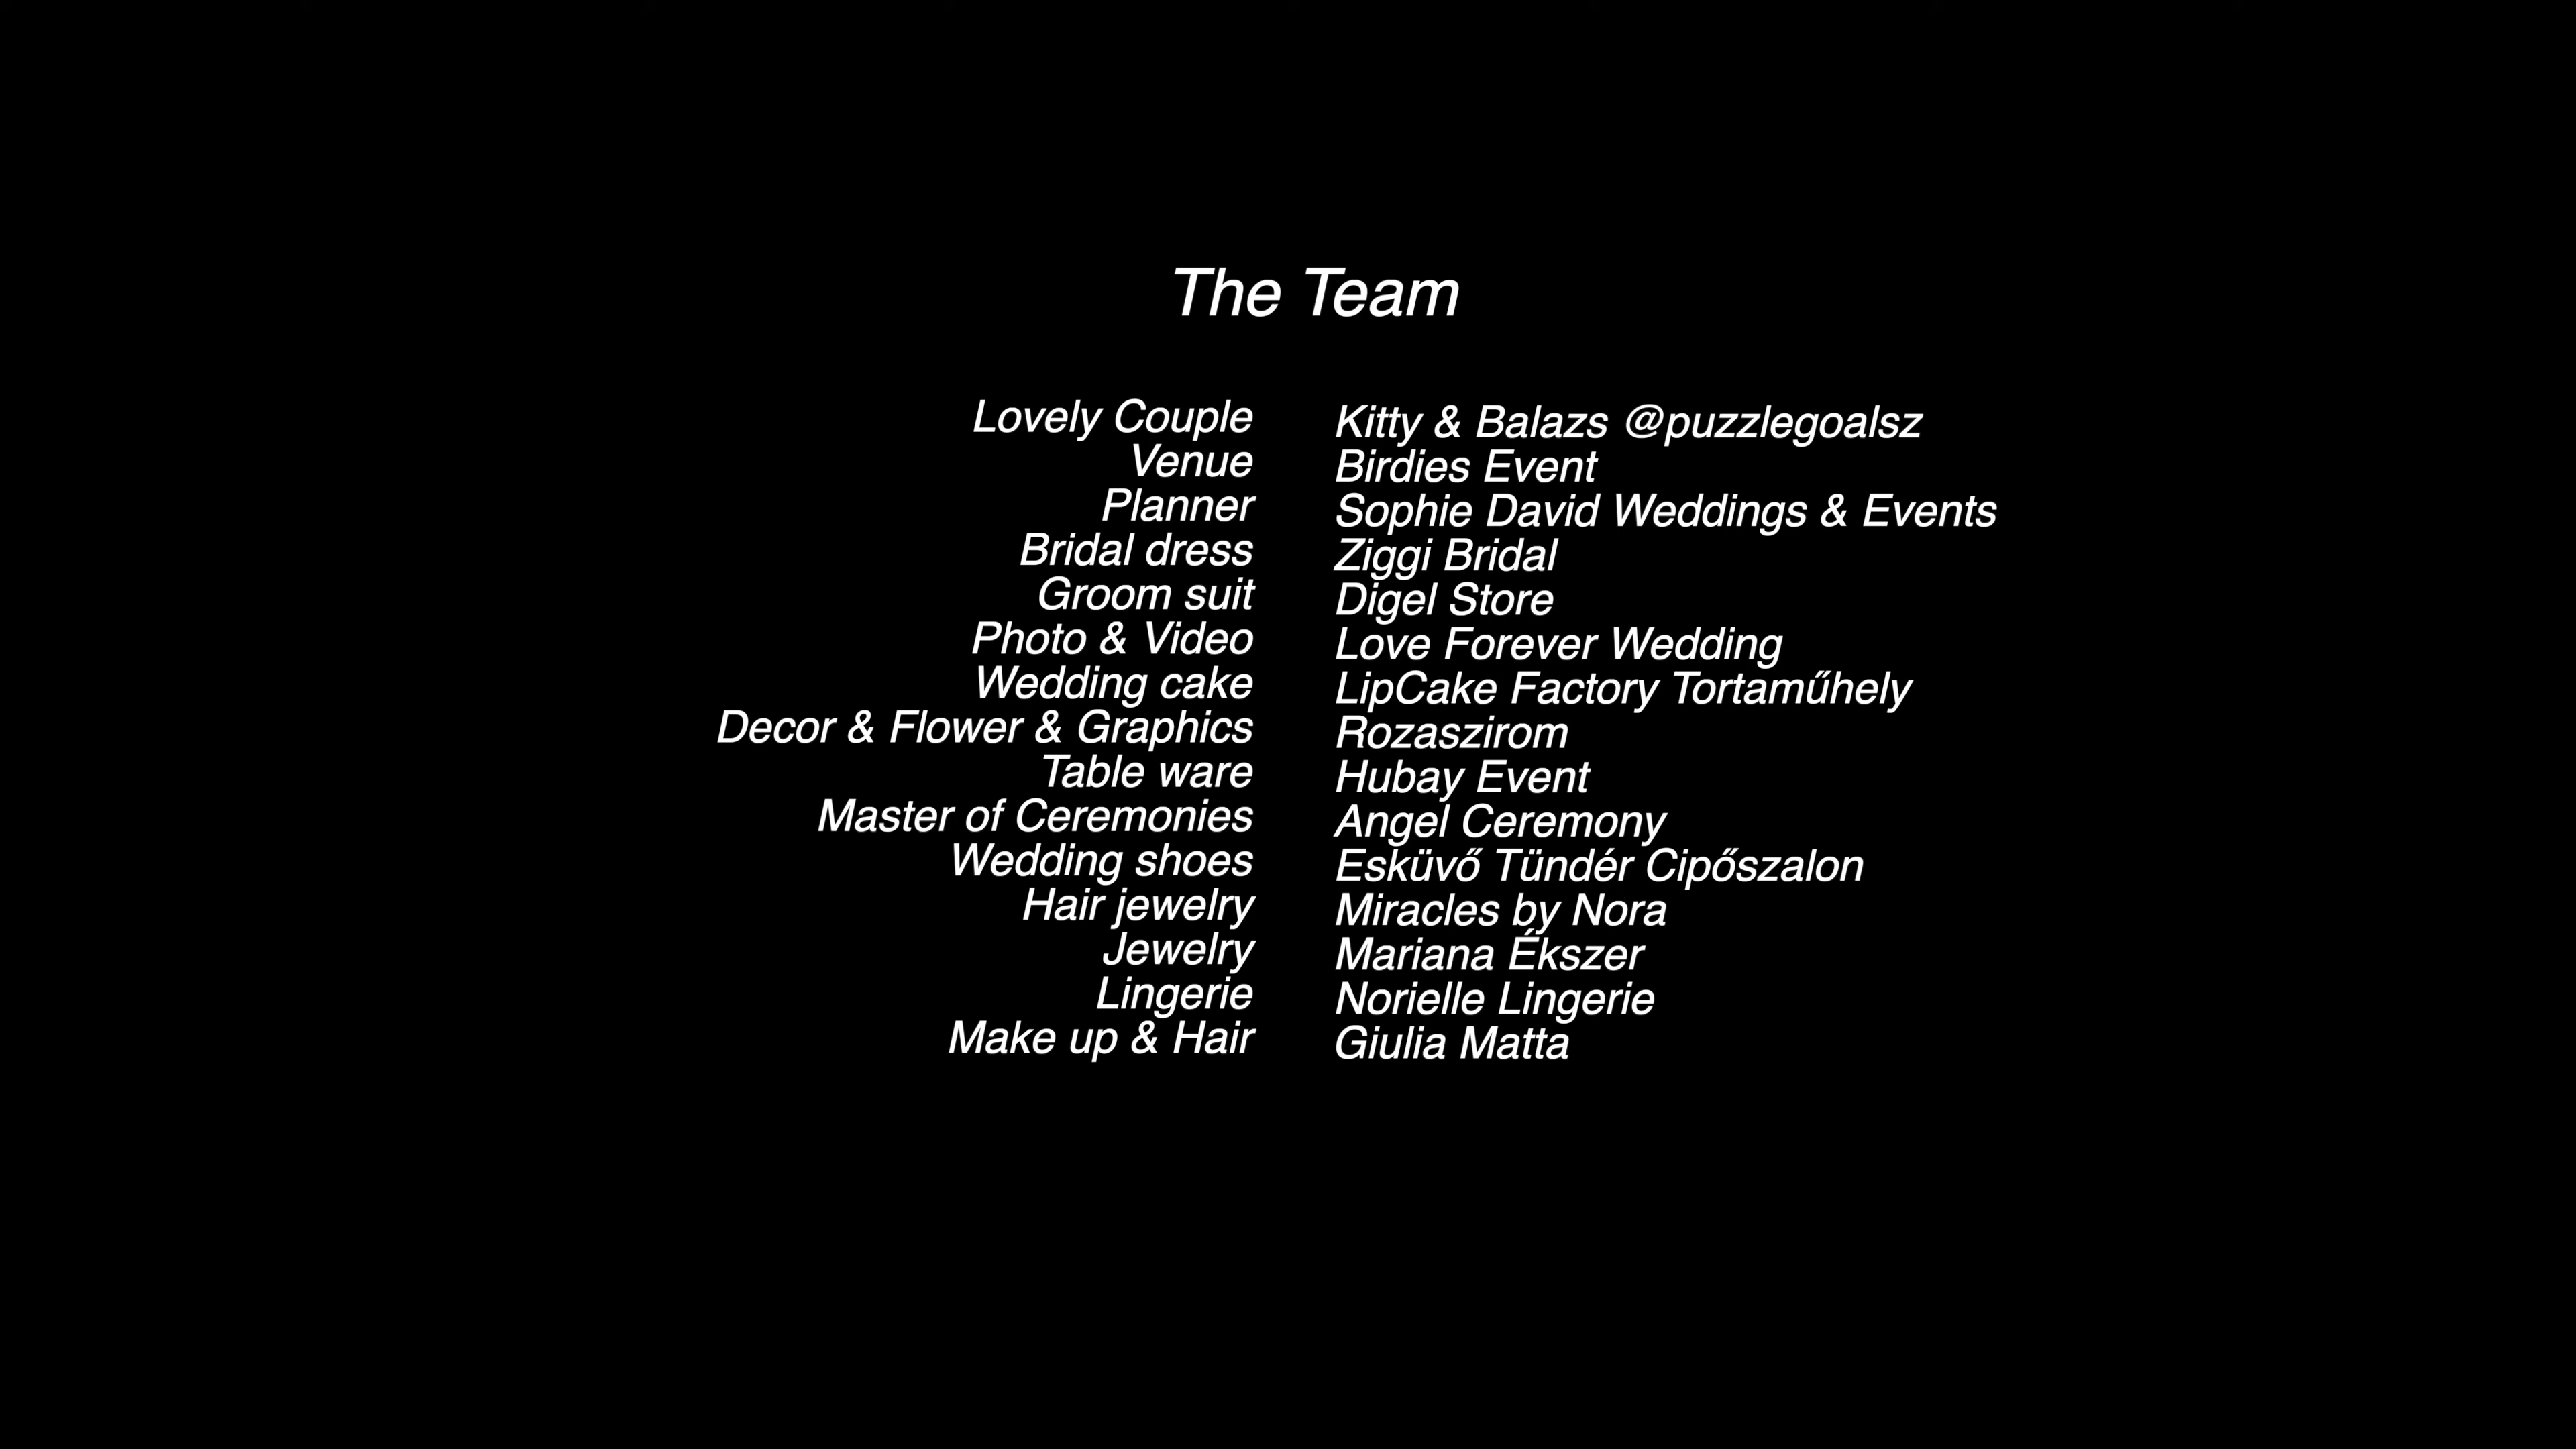 The Team
Lovely Couple Kitty & Balazs @puzzlegoalsz
Venue Birdies Event
Planner Sophie David Weddings & Events
Bridal dress Ziggi Bridal
Groom suit Digel Store
Photo & Video Love Forever Wedding
Wedding cake LipCake Factory Tortaműhely
Decor & Flower & Graphics Rozaszirom
Table ware Hubay Event
Master of Ceremonies Angel Ceremony
Wedding shoes Esküvő Tündér Cipőszalon
Hair jewelry Miracles by Nora
Jewelry Mariana Ékszer
Lingerie Norielle Lingerie
Make up & Hair Giulia Matta